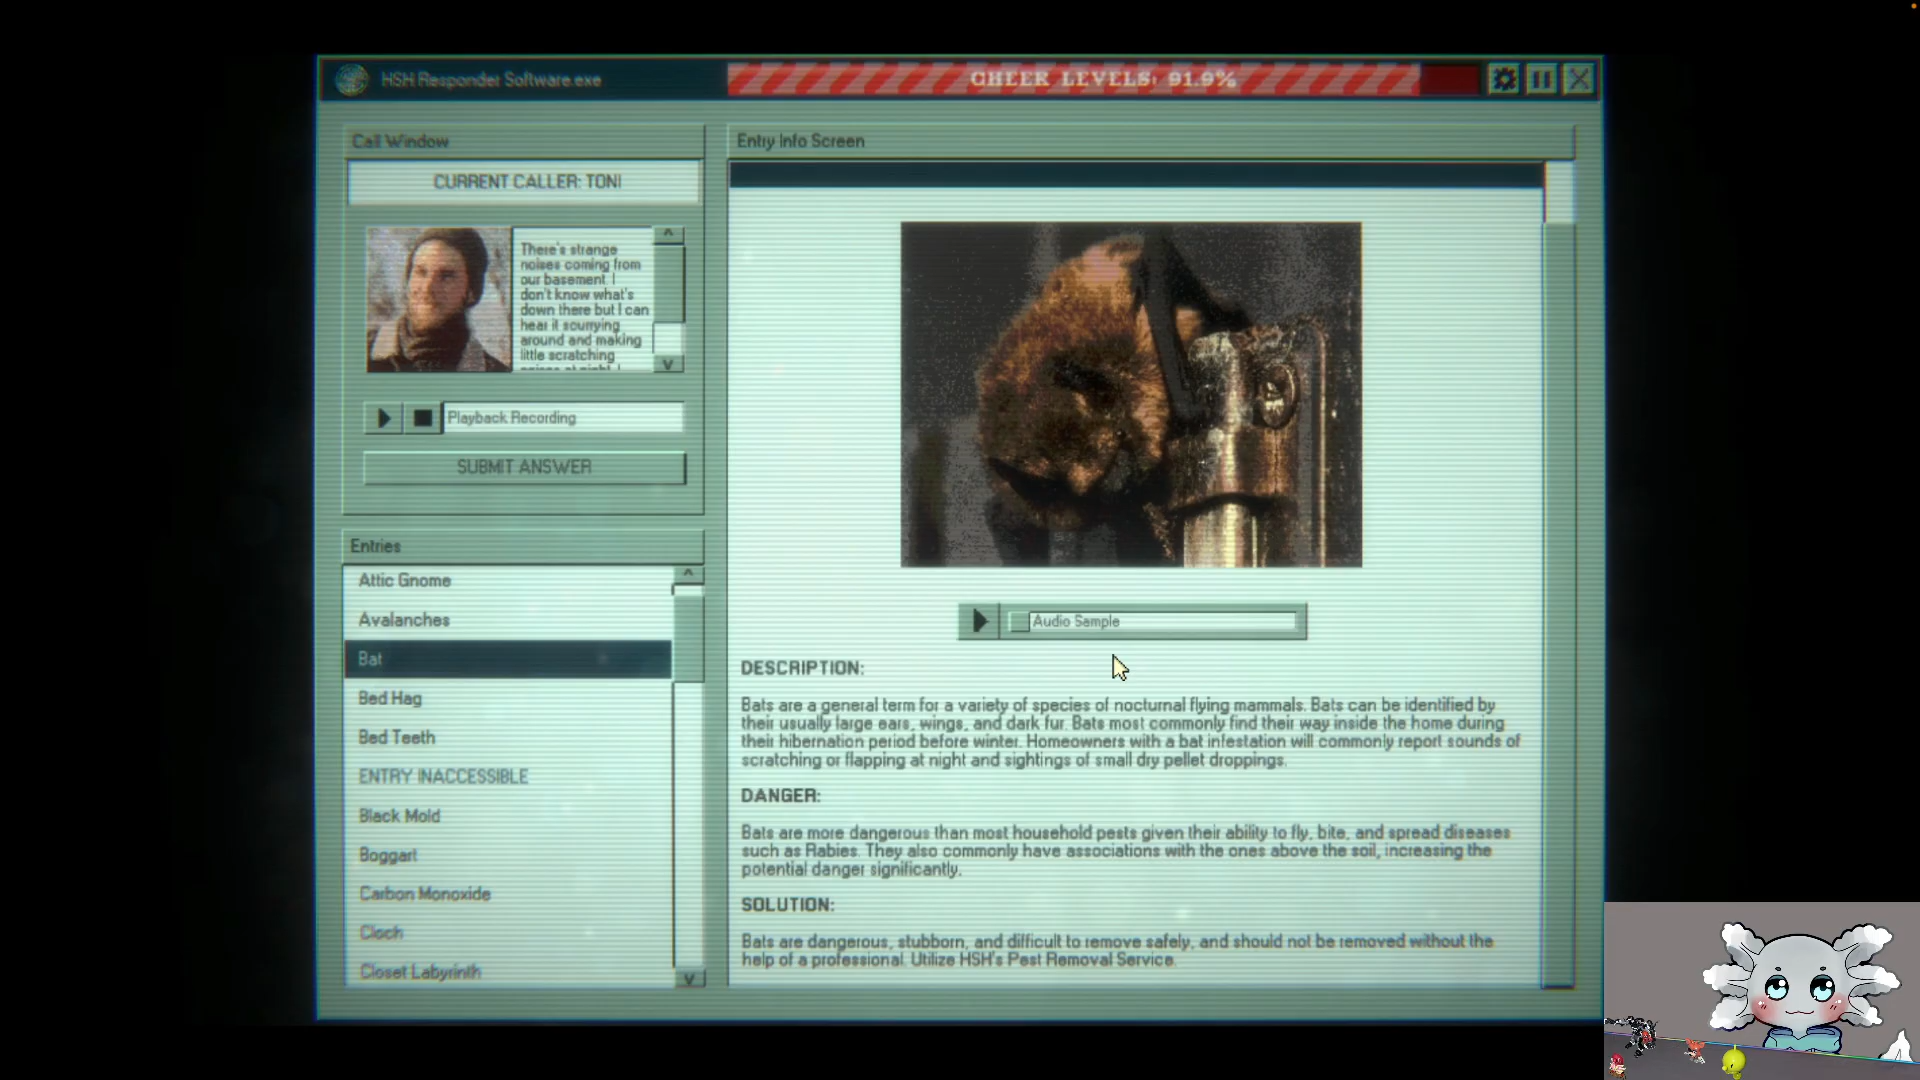 HSH Responder Software.exe
CHEER LEVELS: 91.9%
Call Window
CURRENT CALLER: TONI
There's strange
noises coming from
our basement. I
don't know what's
down there but I can
hear it scurrying
around and making
little scratching
Playback Recording
SUBMIT ANSWER
Entries
Attic Gnome
Avalanches
Bat
Bed Hag
Bed Teeth
ENTRY INACCESSIBLE
Black Mold
Boggart
Carbon Monoxide
Cloch
Closet Labyrinth
Entry Info Screen
Audio Sample
DESCRIPTION:
Bats are a general term for a variety of species of nocturnal flying mammals. Bats can be identified by
their usually large ears, wings, and dark fur. Bats most commonly find their way inside the home during
their hibernation period before winter. Homeowners with a bat infestation will commonly report sounds of
scratching or flapping at night and sightings of small dry pellet droppings.
DANGER:
Bats are more dangerous than most household pests given their ability to fly, bite, and spread diseases
such as Rabies. They also commonly have associations with the ones above the soil, increasing the
potential danger significantly.
SOLUTION:
Bats are dangerous, stubborn, and difficult to remove safely, and should not be removed without the
help of a professional. Utilize HSH's Pest Removal Service.